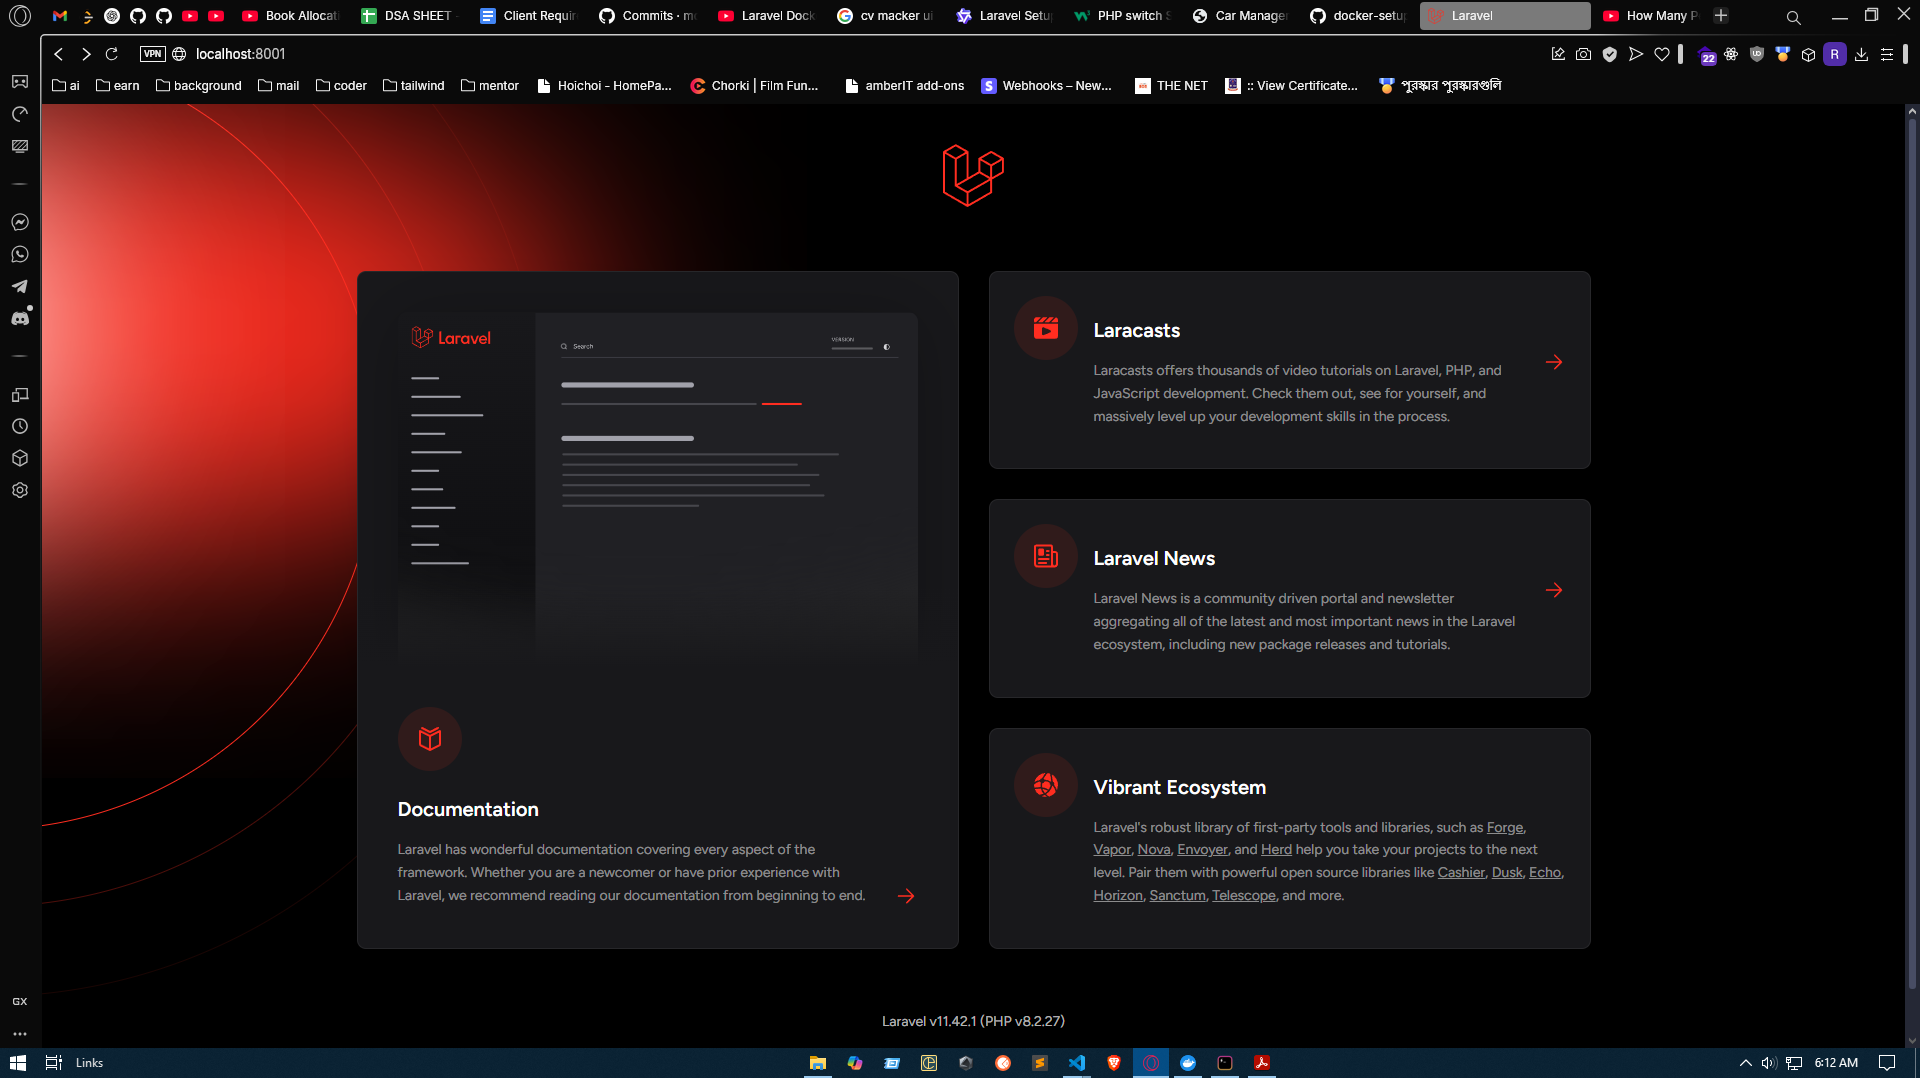 Book Allocati
DSA SHEET -
Client Requir
Commits · m
Laravel Dock
cv macker ui
Laravel Setup
PHP switch S
Car Manager
docker-setup
Laravel
How Many P
VPN
localhost:8001
22
R
ai
earn
background
mail
coder
tailwind
mentor
Hoichoi - HomePa...
Chorki | Film Fun...
amberIT add-ons
Webhooks – New...
THE NET
:: View Certificate...
পুরস্কার পুরস্কারগুলি
Laravel
Search
VERSION
Documentation
Laravel has wonderful documentation covering every aspect of the
framework. Whether you are a newcomer or have prior experience with
Laravel, we recommend reading our documentation from beginning to end.
Laracasts
Laracasts offers thousands of video tutorials on Laravel, PHP, and
JavaScript development. Check them out, see for yourself, and
massively level up your development skills in the process.
Laravel News
Laravel News is a community driven portal and newsletter
aggregating all of the latest and most important news in the Laravel
ecosystem, including new package releases and tutorials.
Vibrant Ecosystem
Laravel's robust library of first-party tools and libraries, such as Forge,
Vapor, Nova, Envoyer, and Herd help you take your projects to the next
level. Pair them with powerful open source libraries like Cashier, Dusk, Echo,
Horizon, Sanctum, Telescope, and more.
Laravel v11.42.1 (PHP v8.2.27)
GX
Links
6:12 AM